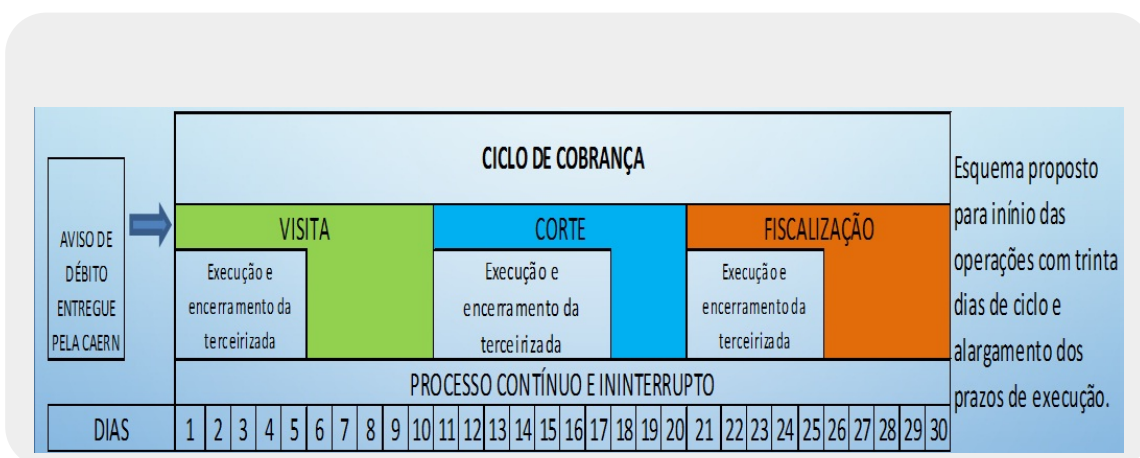 CICLO DE COBRANÇA
AVISO DE
DÉBITO
ENTREGUE
PELA CAERN
VISITA
CORTE
FISCALIZAÇÃO
Execução e
encerramento da
terceirizada
Execução e
encerramento da
terceirizada
Execução e
encerramento da
terceirizada
PROCESSO CONTÍNUO E ININTERRUPTO
DIAS 1 2 3 4 5 6 7 8 9 10 11 12 13 14 15 16 17 18 19 20 21 22 23 24 25 26 27 28 29 30
Esquema proposto
para inínio das
operações com trinta
dias de ciclo e
alargamento dos
prazos de execução.